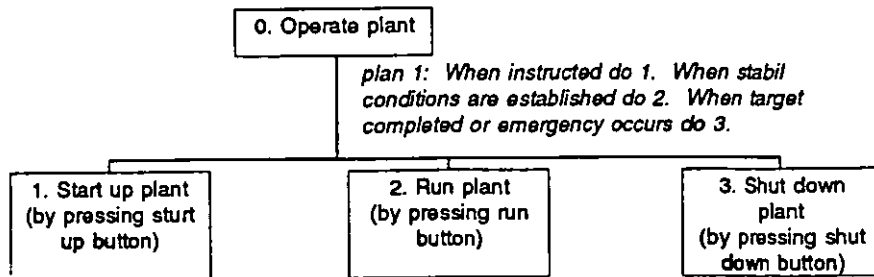 0. Operate plant
plan 1: When instructed do 1. When stabil
conditions are established do 2. When target
completed or emergency occurs do 3.
1. Start up plant
(by pressing sturt
up button)
2. Run plant
(by pressing run
button)
3. Shut down
plant
(by pressing shut
down button)